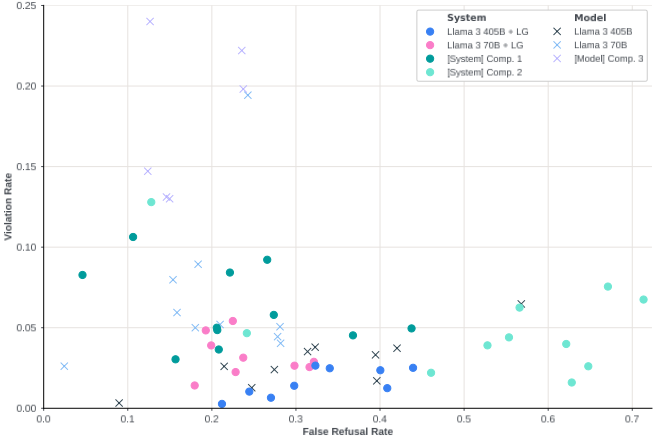 System
Llama 3 405B + LG
Llama 3 70B + LG
[System] Comp. 1
[System] Comp. 2
Model
Llama 3 405B
Llama 3 70B
[Model] Comp. 3
Violation Rate
0.25
0.20
0.15
0.10
0.05
0.00
0.0 0.1 0.2 0.3 0.4 0.5 0.6 0.7
False Refusal Rate